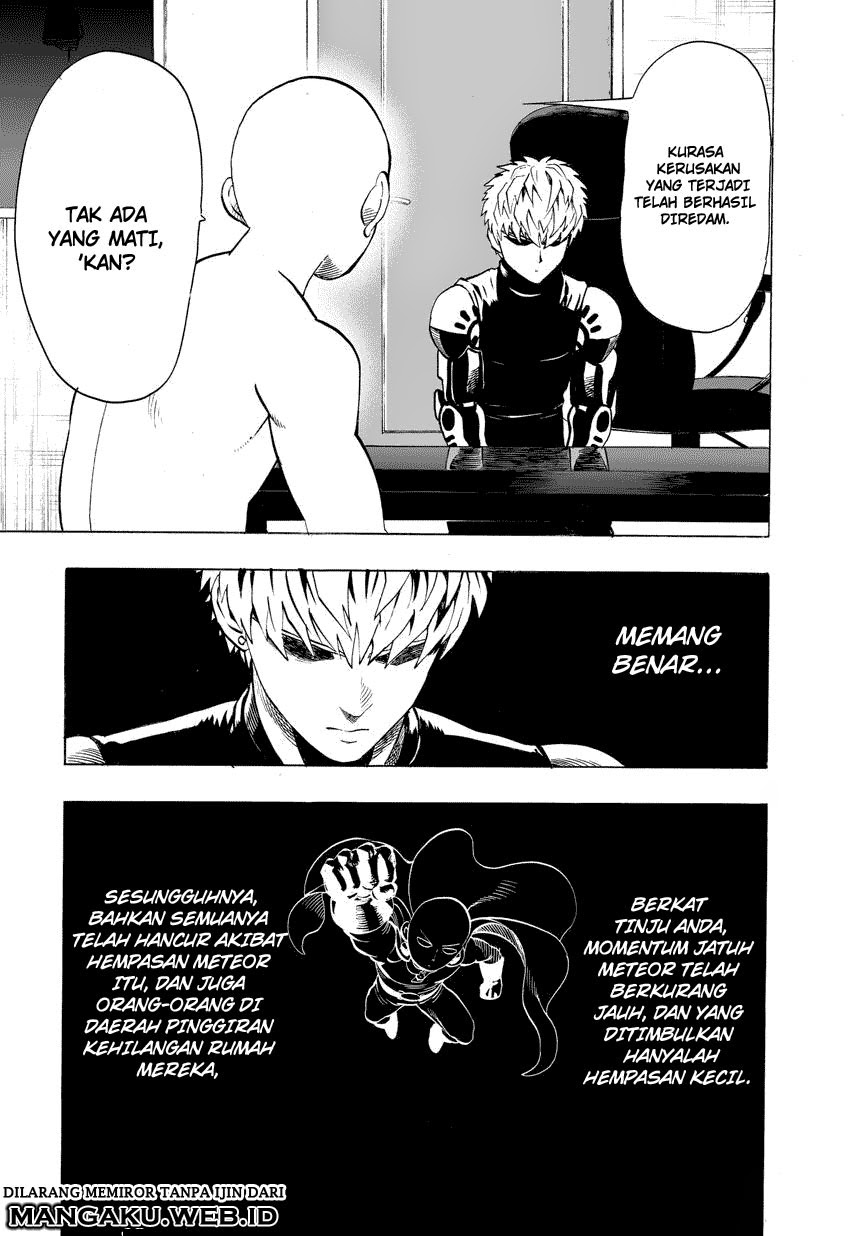 KURASA
KERUSAKAN
YANG TERJADI
TELAH BERHASIL
DIREDAM.
TAK ADA
YANG MATI,
'KAN?
MEMANG
BENAR...
BERKAT
TINJU ANDA,
MOMENTUM JATUH
METEOR TELAH
BERKURANG
JAUH, DAN YANG
DITIMBULKAN
HANYALAH
HEMPASAN KECIL.
SESUNGGUHNYA,
BAHKAN SEMUANYA
TELAH HANCUR AKIBAT
HEMPASAN METEOR
ITU, DAN JUGA
ORANG-ORANG DI
DAERAH PINGGIRAN
KEHILANGAN RUMAH
MEREKA,
DILARANG MEMIROR TANPA IJIN DARI
MANGAKU.WEB.ID